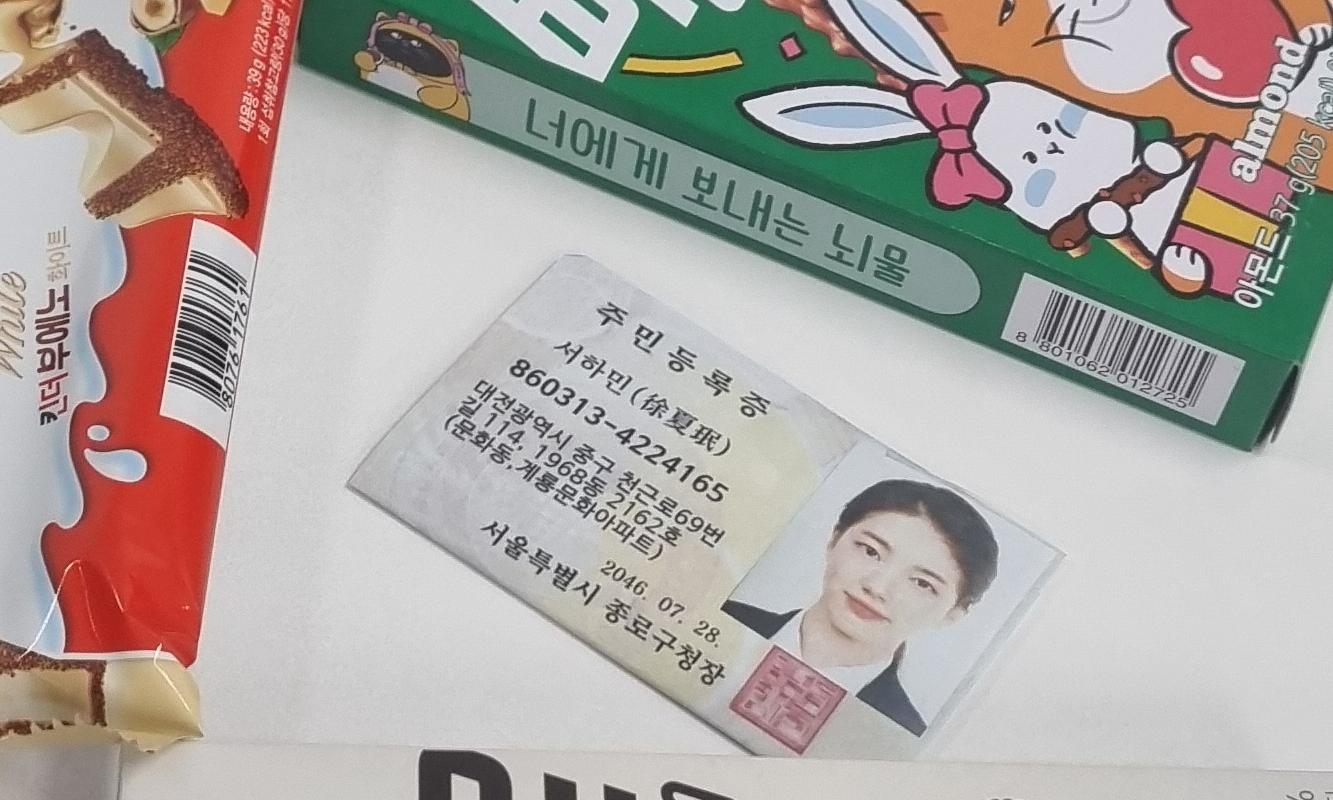 내용량 : 39 g (223 kcal)
White
킨더부에노 화이트
80761761
너에게 보내는 뇌물
almond
아몬드 37 g(205 kcal)
8 801062 012725
주민등록증
서하민(徐夏珉)
860313-4224165
대전광역시 중구 천근로69번
길 114, 1968동 2162호
(문화동,계룡문화아파트)
2046. 07. 28.
서울특별시 종로구청장